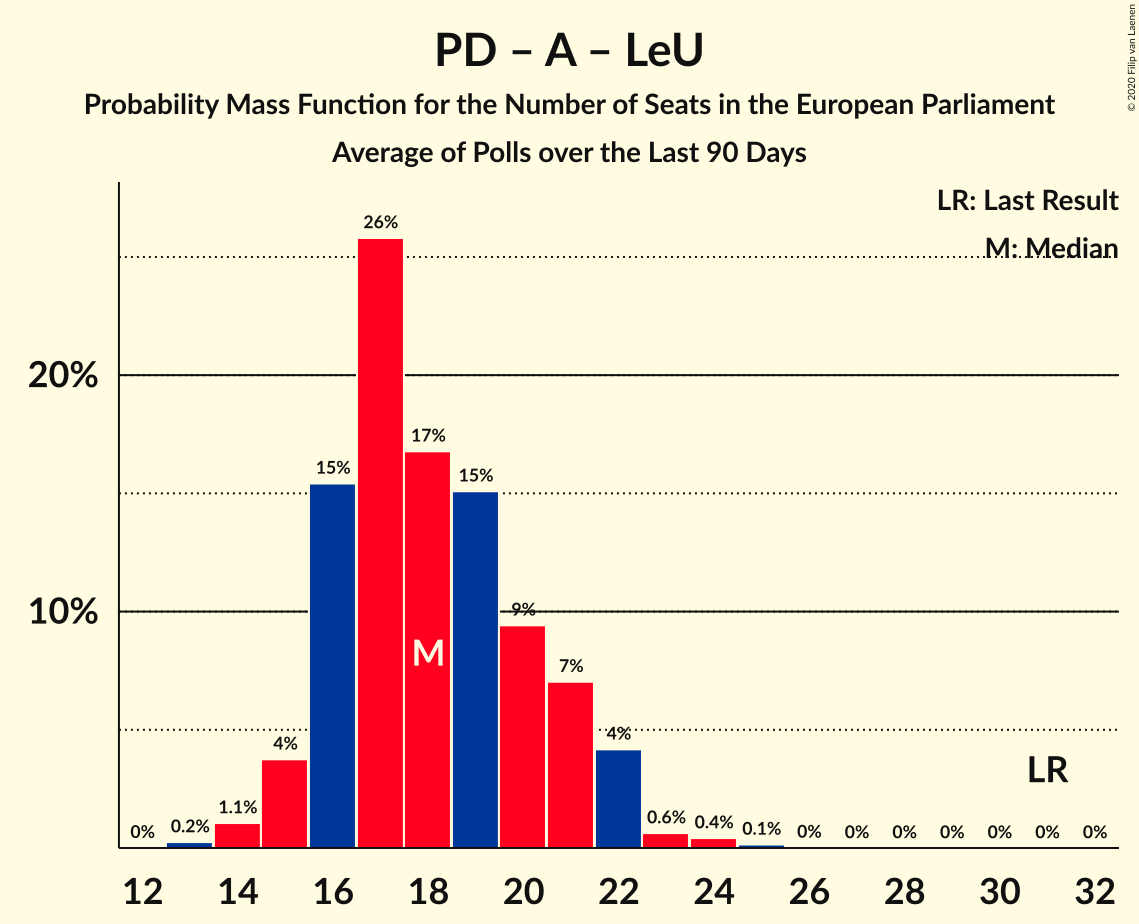 PD – A – LeU
Probability Mass Function for the Number of Seats in the European Parliament
Average of Polls over the Last 90 Days
© 2020 Filip van Laenen
LR: Last Result
M: Median
26%
20%
17%
15%
15%
10%
9%
M
7%
4%
4%
LR
1.1%
0.6%
0.4%
0.2%
0.1%
0%
0%
0%
0%
0%
0%
0%
0%
12 14 16 18 20 22 24 26 28 30 32